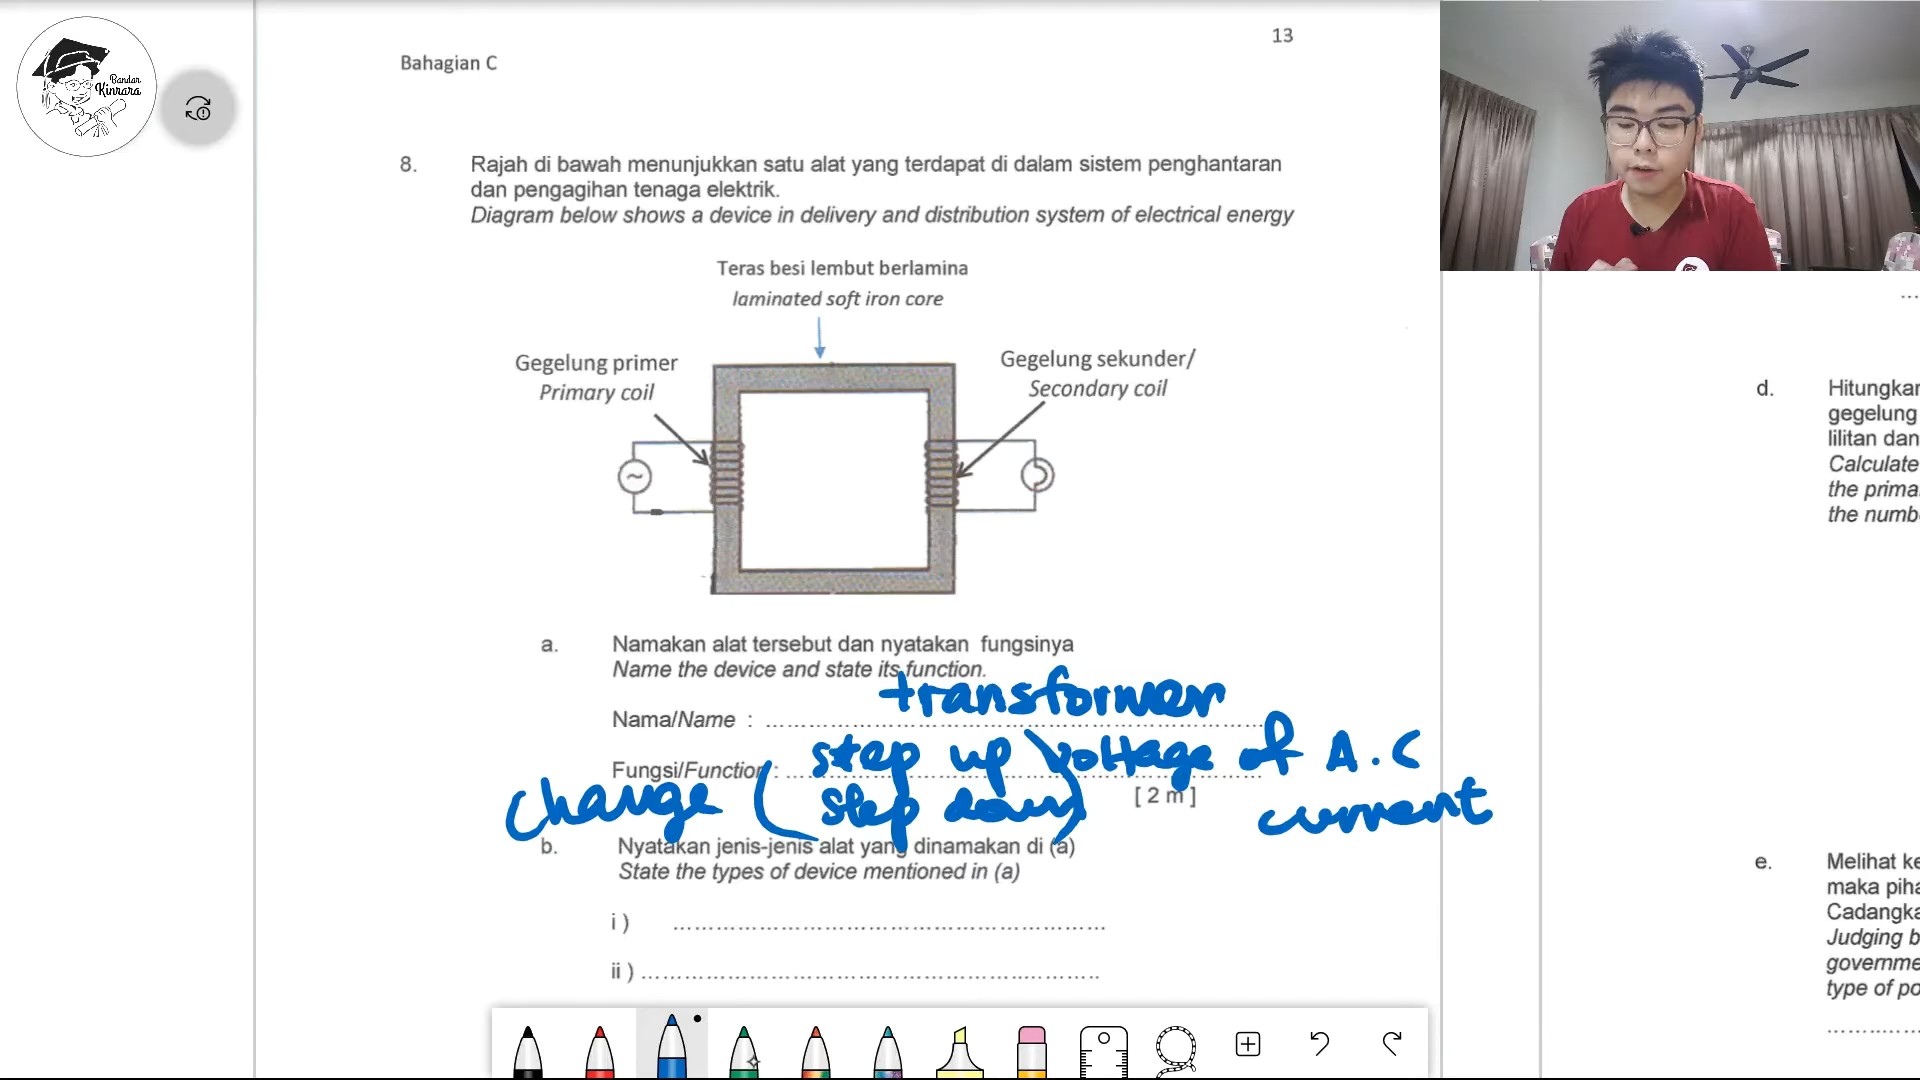 Bandar
Kinrara
13
Bahagian C
8. Rajah di bawah menunjukkan satu alat yang terdapat di dalam sistem penghantaran
dan pengagihan tenaga elektrik.
Diagram below shows a device in delivery and distribution system of electrical energy
Teras besi lembut berlamina
laminated soft iron core
Gegelung primer
Primary coil
Gegelung sekunder/
Secondary coil
a. Namakan alat tersebut dan nyatakan fungsinya
Name the device and state its function.
transformer
Nama/Name : ........................................
step up voltage of A.C
Fungsi/Function : ........................................
change ( step down ) current
[ 2 m ]
b. Nyatakan jenis-jenis alat yang dinamakan di (a)
State the types of device mentioned in (a)
i ) ........................................
ii ) ........................................
d. Hitungkan
gegelung
lilitan dan
Calculate
the prima
the numb
e. Melihat ke
maka piha
Cadangka
Judging b
governme
type of po